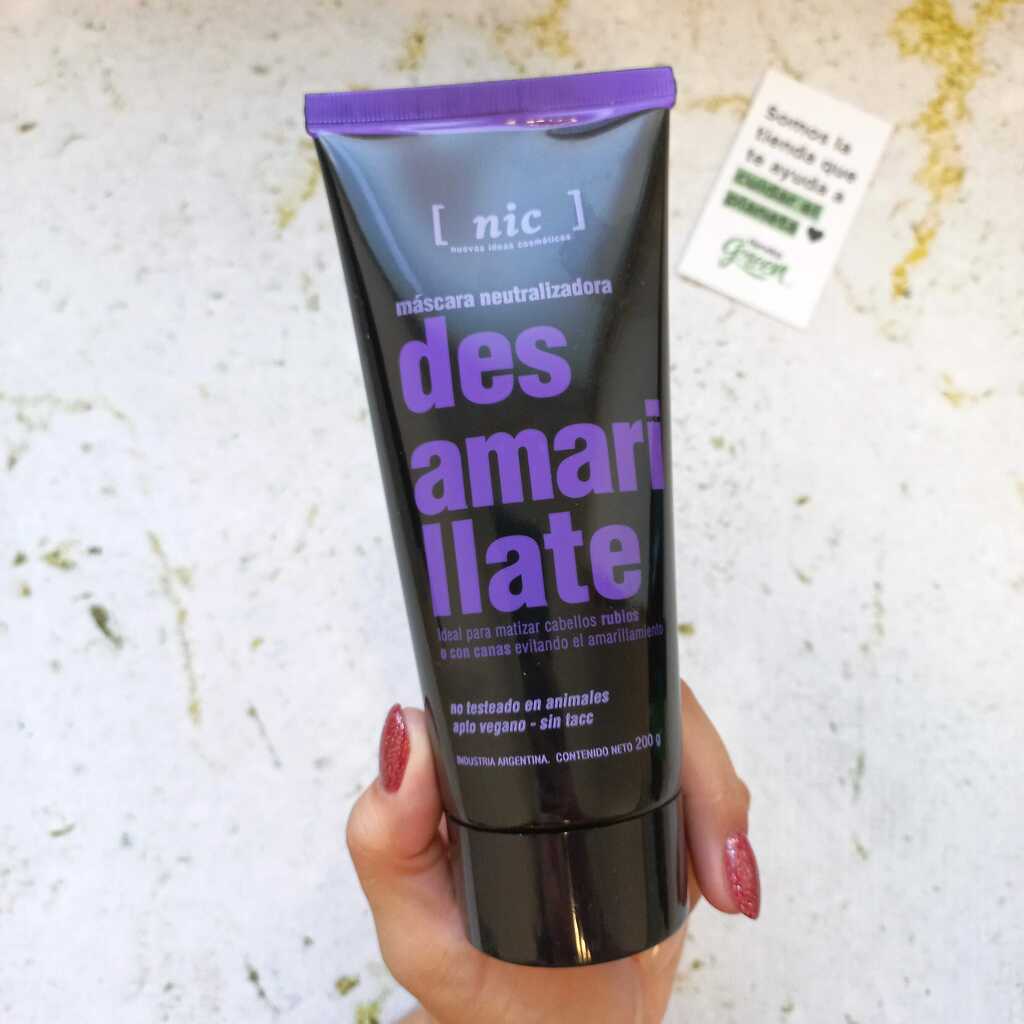 [ nic ]
nuevas ideas cosméticas
máscara neutralizadora
des
amari
llate
Ideal para matizar cabellos rubios
o con canas evitando el amarillamiento
no testeado en animales
apto vegano - sin tacc
INDUSTRIA ARGENTINA. CONTENIDO NETO 200 g
Somos la
tienda que
te ayuda a
cuidar el
planeta ♥
Green